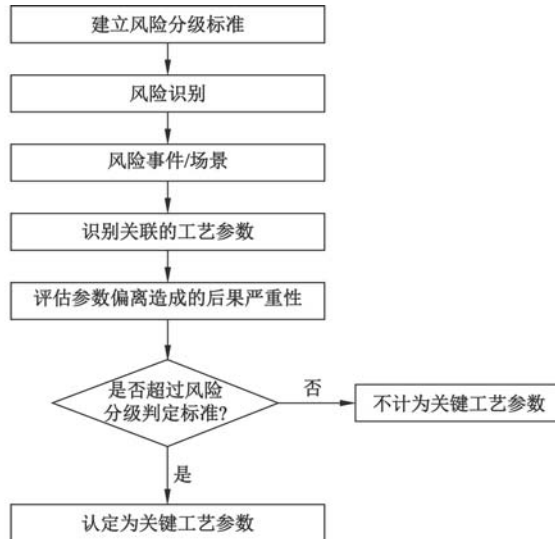 建立风险分级标准
风险识别
风险事件/场景
识别关联的工艺参数
评估参数偏离造成的后果严重性
是否超过风险
分级判定标准?
否
不计为关键工艺参数
是
认定为关键工艺参数